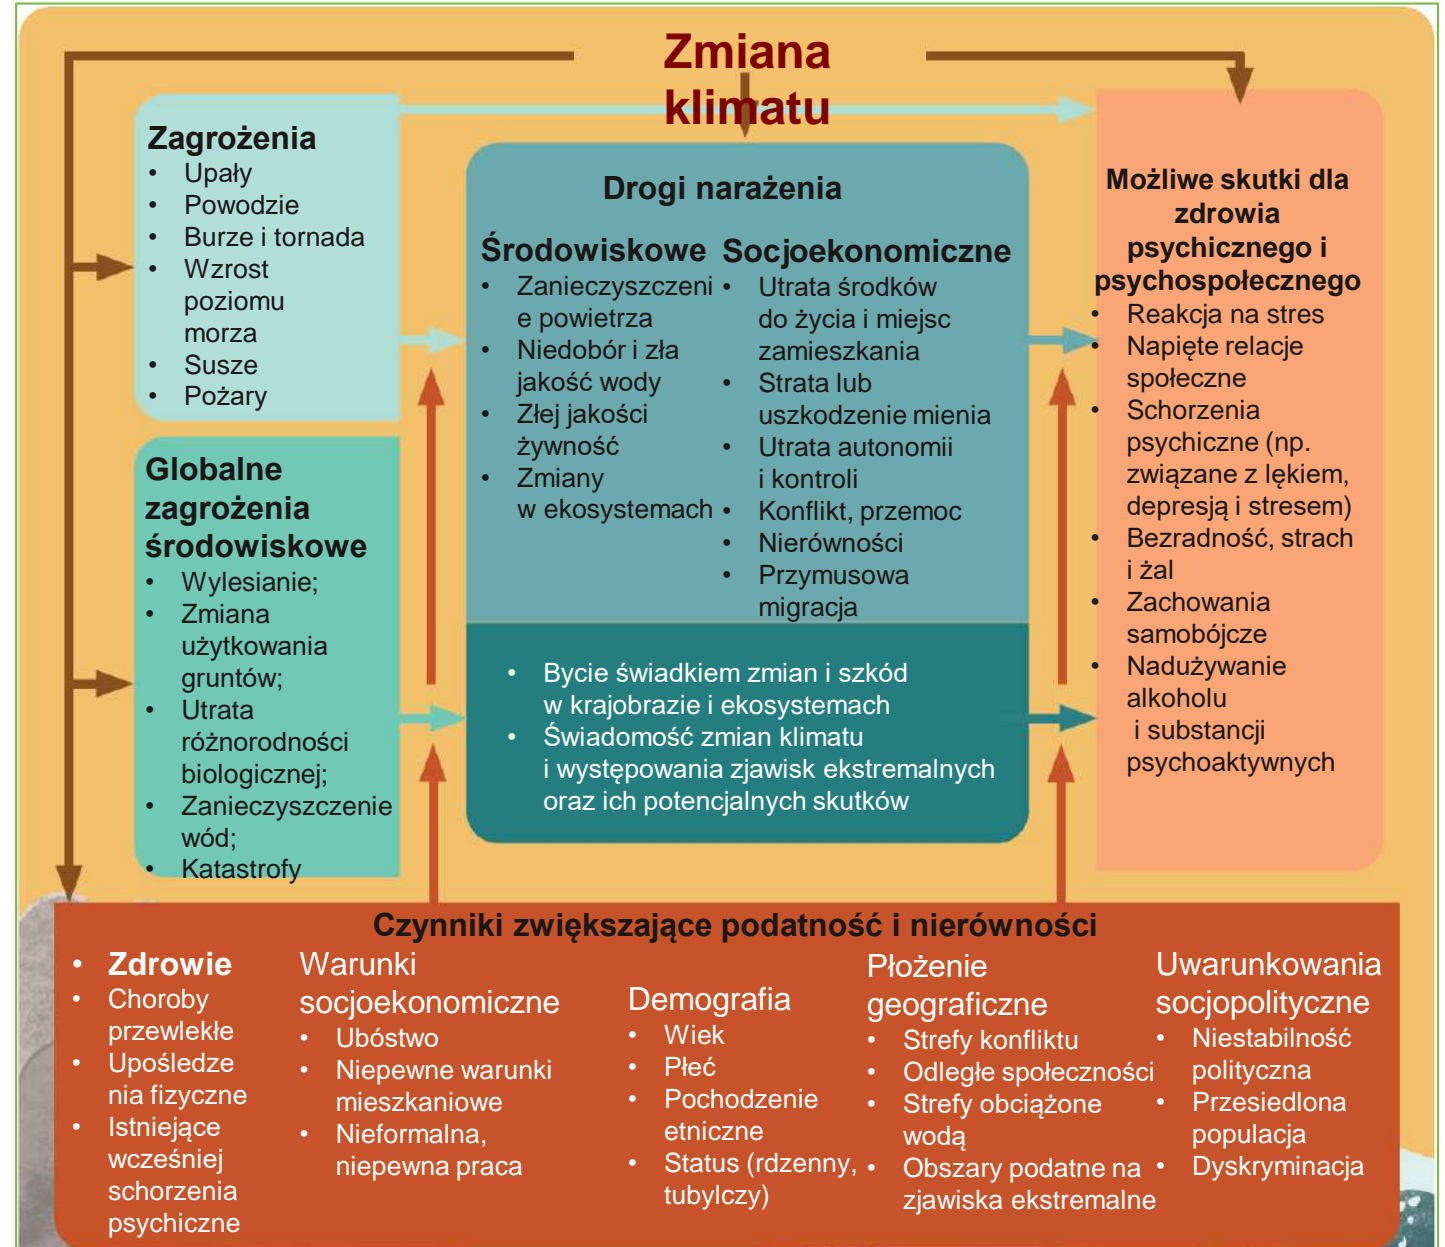 Zmiana
klimatu
Zagrożenia
• Upały
• Powodzie
• Burze i tornada
• Wzrost
poziomu
morza
• Susze
• Pożary
Globalne
zagrożenia
środowiskowe
• Wylesianie;
• Zmiana
użytkowania
gruntów;
• Utrata
różnorodności
biologicznej;
• Zanieczyszczenie
wód;
• Katastrofy
Drogi narażenia
Środowiskowe
• Zanieczyszczeni
e powietrza
• Niedobór i zła
jakość wody
• Złej jakości
żywność
• Zmiany
w ekosystemach
Socjoekonomiczne
• Utrata środków
do życia i miejsc
zamieszkania
• Strata lub
uszkodzenie mienia
• Utrata autonomii
i kontroli
• Konflikt, przemoc
• Nierówności
• Przymusowa
migracja
• Bycie świadkiem zmian i szkód
w krajobrazie i ekosystemach
• Świadomość zmian klimatu
i występowania zjawisk ekstremalnych
oraz ich potencjalnych skutków
Możliwe skutki dla
zdrowia
psychicznego i
psychospołecznego
• Reakcja na stres
• Napięte relacje
społeczne
• Schorzenia
psychiczne (np.
związane z lękiem,
depresją i stresem)
• Bezradność, strach
i żal
• Zachowania
samobójcze
• Nadużywanie
alkoholu
i substancji
psychoaktywnych
Czynniki zwiększające podatność i nierówności
• Zdrowie
• Choroby
przewlekłe
• Upośledze
nia fizyczne
• Istniejące
wcześniej
schorzenia
psychiczne
Warunki
socjoekonomiczne
• Ubóstwo
• Niepewne warunki
mieszkaniowe
• Nieformalna,
niepewna praca
Demografia
• Wiek
• Płeć
• Pochodzenie
etniczne
• Status (rdzenny,
tubylczy)
Płożenie
geograficzne
• Strefy konfliktu
• Odległe społeczności
• Strefy obciążone
wodą
• Obszary podatne na
zjawiska ekstremalne
Uwarunkowania
socjopolityczne
• Niestabilność
polityczna
• Przesiedlona
populacja
• Dyskryminacja